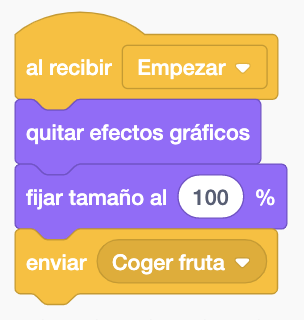 al recibir Empezar
quitar efectos gráficos
fijar tamaño al 100 %
enviar Coger fruta